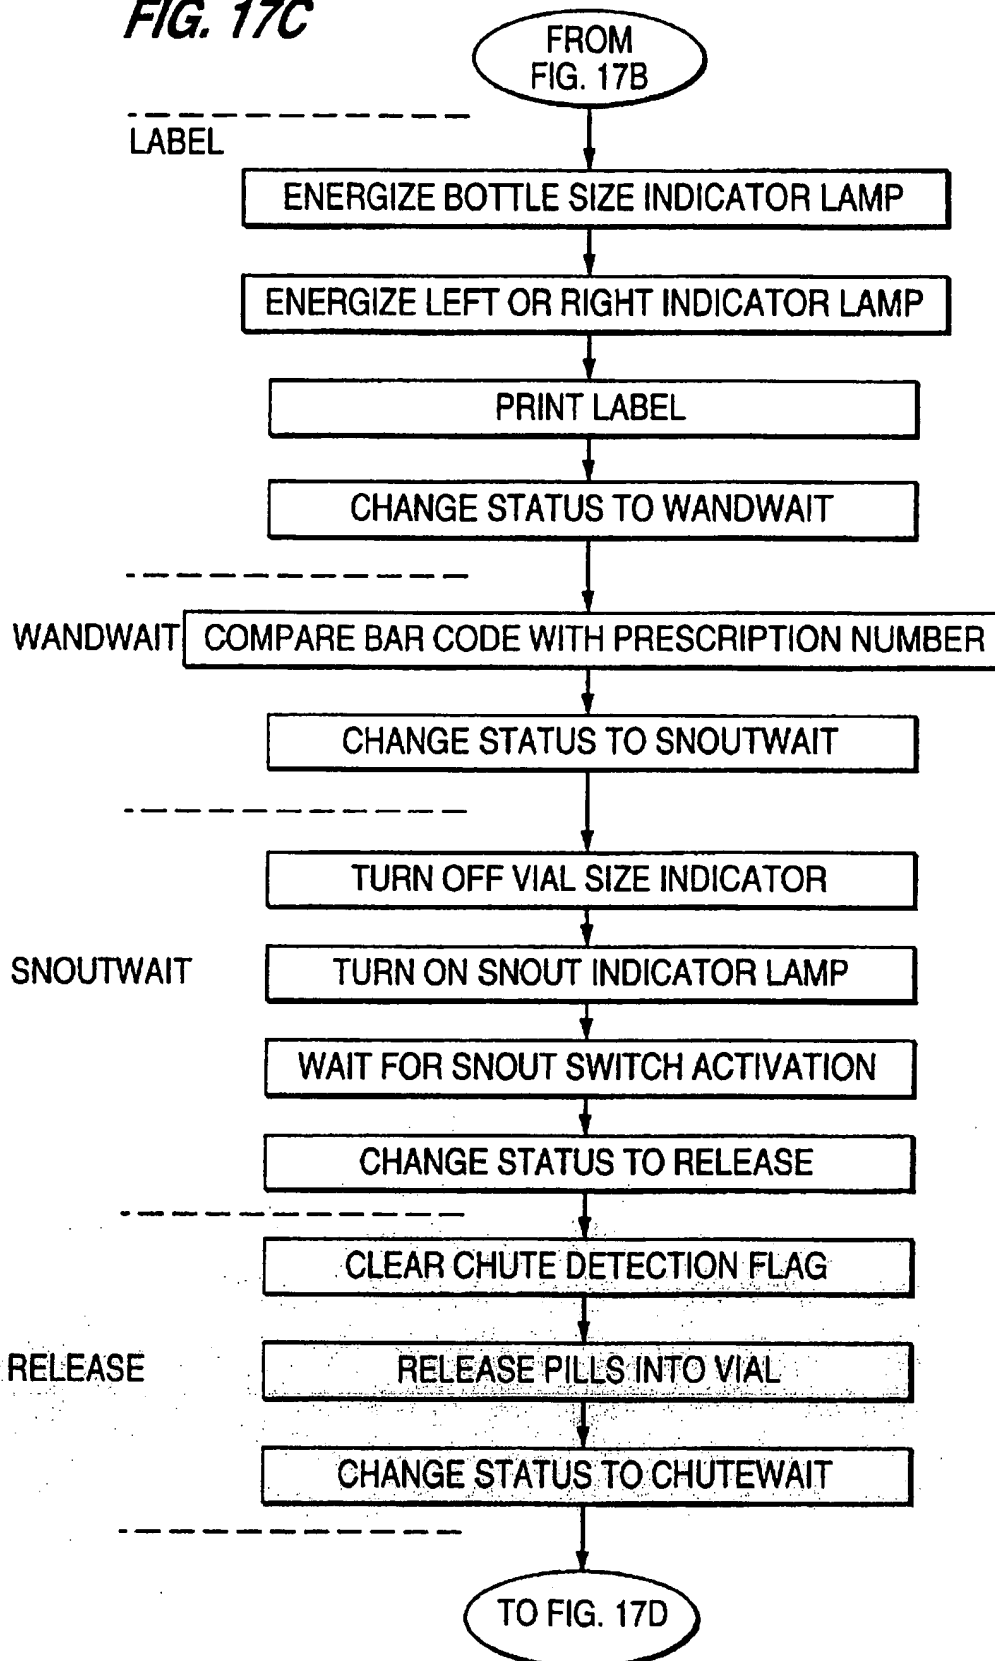 FIG. 17C
FROM
FIG. 17B
LABEL
ENERGIZE BOTTLE SIZE INDICATOR LAMP
ENERGIZE LEFT OR RIGHT INDICATOR LAMP
PRINT LABEL
CHANGE STATUS TO WANDWAIT
WANDWAIT COMPARE BAR CODE WITH PRESCRIPTION NUMBER
CHANGE STATUS TO SNOUTWAIT
TURN OFF VIAL SIZE INDICATOR
SNOUTWAIT TURN ON SNOUT INDICATOR LAMP
WAIT FOR SNOUT SWITCH ACTIVATION
CHANGE STATUS TO RELEASE
CLEAR CHUTE DETECTION FLAG
RELEASE RELEASE PILLS INTO VIAL
CHANGE STATUS TO CHUTEWAIT
TO FIG. 17D